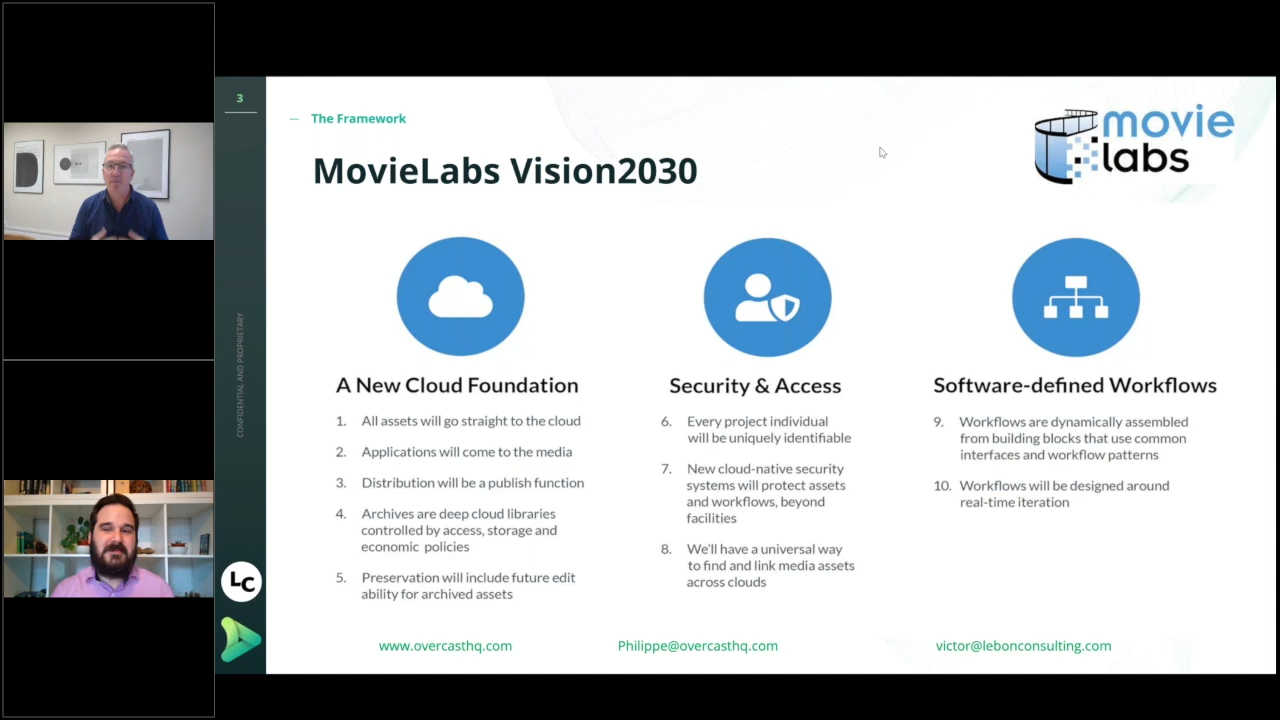 3
— The Framework
MovieLabs Vision2030
movie
labs
A New Cloud Foundation
1. All assets will go straight to the cloud
2. Applications will come to the media
3. Distribution will be a publish function
4. Archives are deep cloud libraries
controlled by access, storage and
economic policies
5. Preservation will include future edit
ability for archived assets
Security & Access
6. Every project individual
will be uniquely identifiable
7. New cloud-native security
systems will protect assets
and workflows, beyond
facilities
8. We'll have a universal way
to find and link media assets
across clouds
Software-defined Workflows
9. Workflows are dynamically assembled
from building blocks that use common
interfaces and workflow patterns
10. Workflows will be designed around
real-time iteration
CONFIDENTIAL AND PROPRIETARY
LC
www.overcasthq.com
Philippe@overcasthq.com
victor@lebonconsulting.com